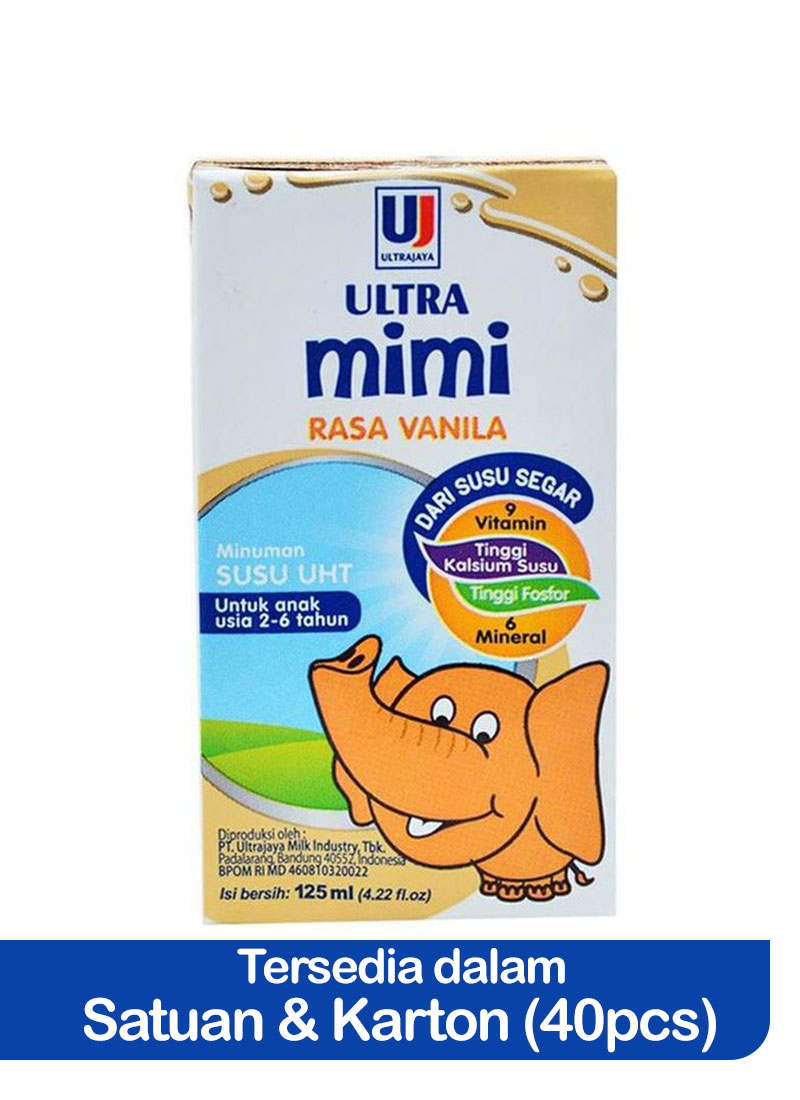 UJ
ULTRAJAYA
ULTRA
mimi
RASA VANILA
DARI SUSU SEGAR
9
Vitamin
Tinggi
Kalsium Susu
Tinggi Fosfor
6
Mineral
Minuman
SUSU UHT
Untuk anak
usia 2-6 tahun
Diproduksi oleh :
PT. Ultrajaya Milk Industry, Tbk.
Padalarang, Bandung 40552, Indonesia
BPOM RI MD 460810320022
Isi bersih: 125 ml (4.22 fl.oz)
Tersedia dalam
Satuan & Karton (40pcs)